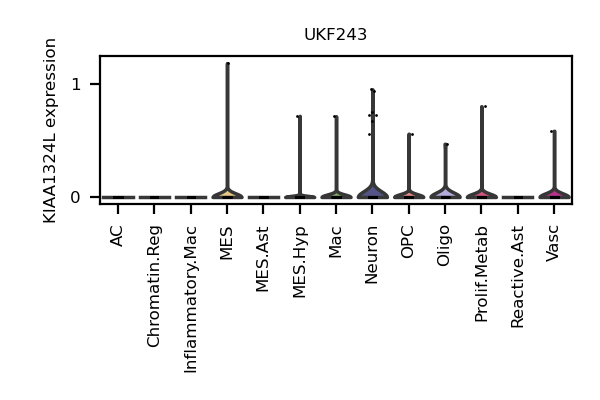 UKF243
KIAA1324L expression
1
0
AC
Chromatin.Reg
Inflammatory.Mac
MES
MES.Ast
MES.Hyp
Mac
Neuron
OPC
Oligo
Prolif.Metab
Reactive.Ast
Vasc